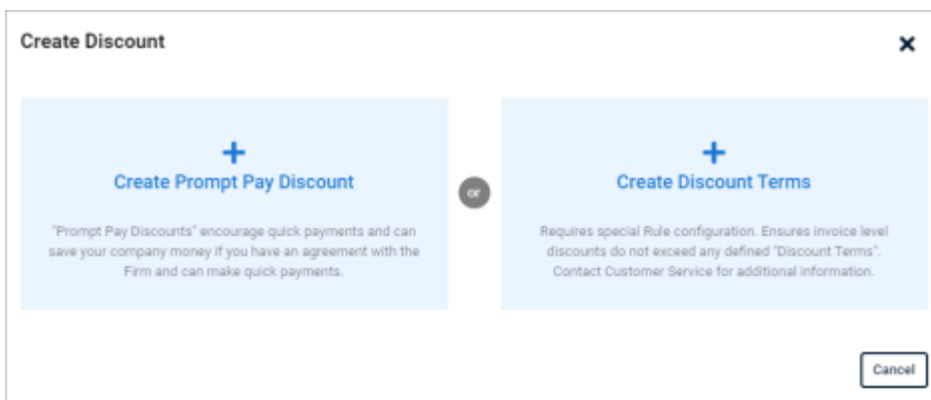 Create Discount
Create Prompt Pay Discount
"Prompt Pay Discounts" encourage quick payments and can
save your company money if you have an agreement with the
Firm and can make quick payments.
or
Create Discount Terms
Requires special Rule configuration. Ensures invoice level
discounts do not exceed any defined "Discount Terms".
Contact Customer Service for additional information.
Cancel